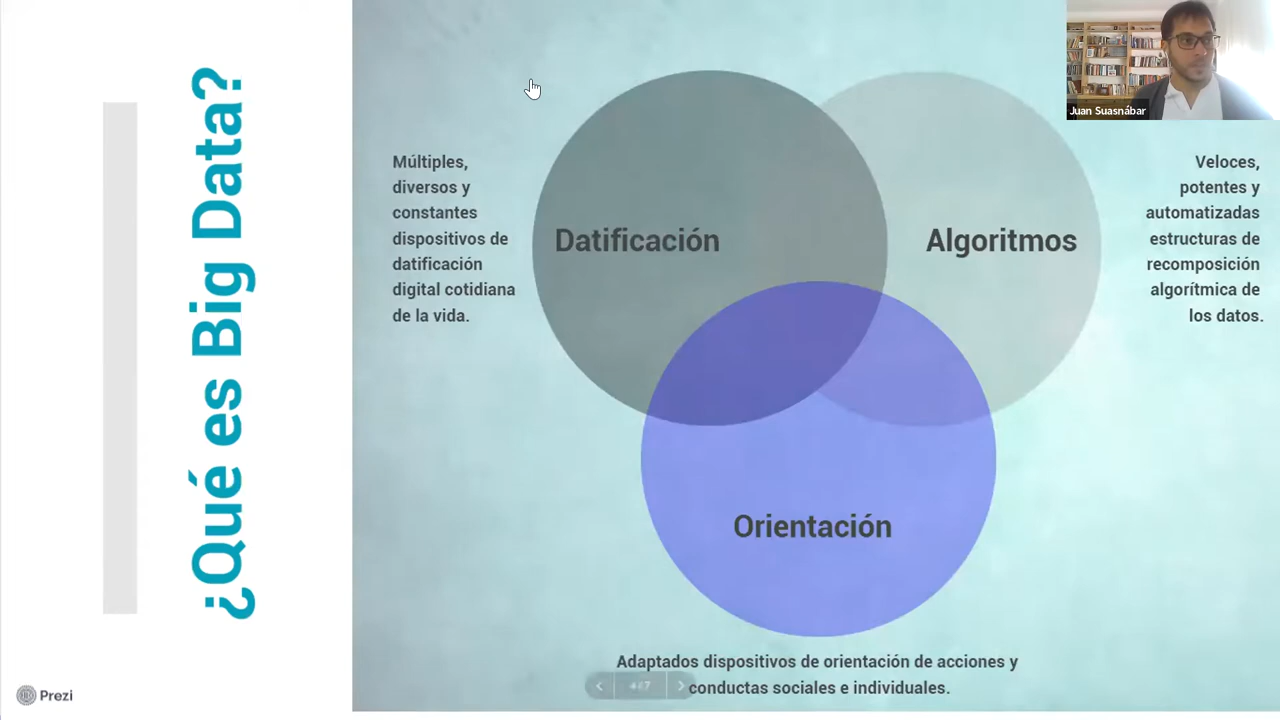 ¿Qué es Big Data?
Múltiples,
diversos y
constantes
dispositivos de
datificación
digital cotidiana
de la vida.
Datificación
Algoritmos
Veloces,
potentes y
automatizadas
estructuras de
recomposición
algorítmica de
los datos.
Orientación
Adaptados dispositivos de orientación de acciones y
conductas sociales e individuales.
Juan Suasnábar
Prezi